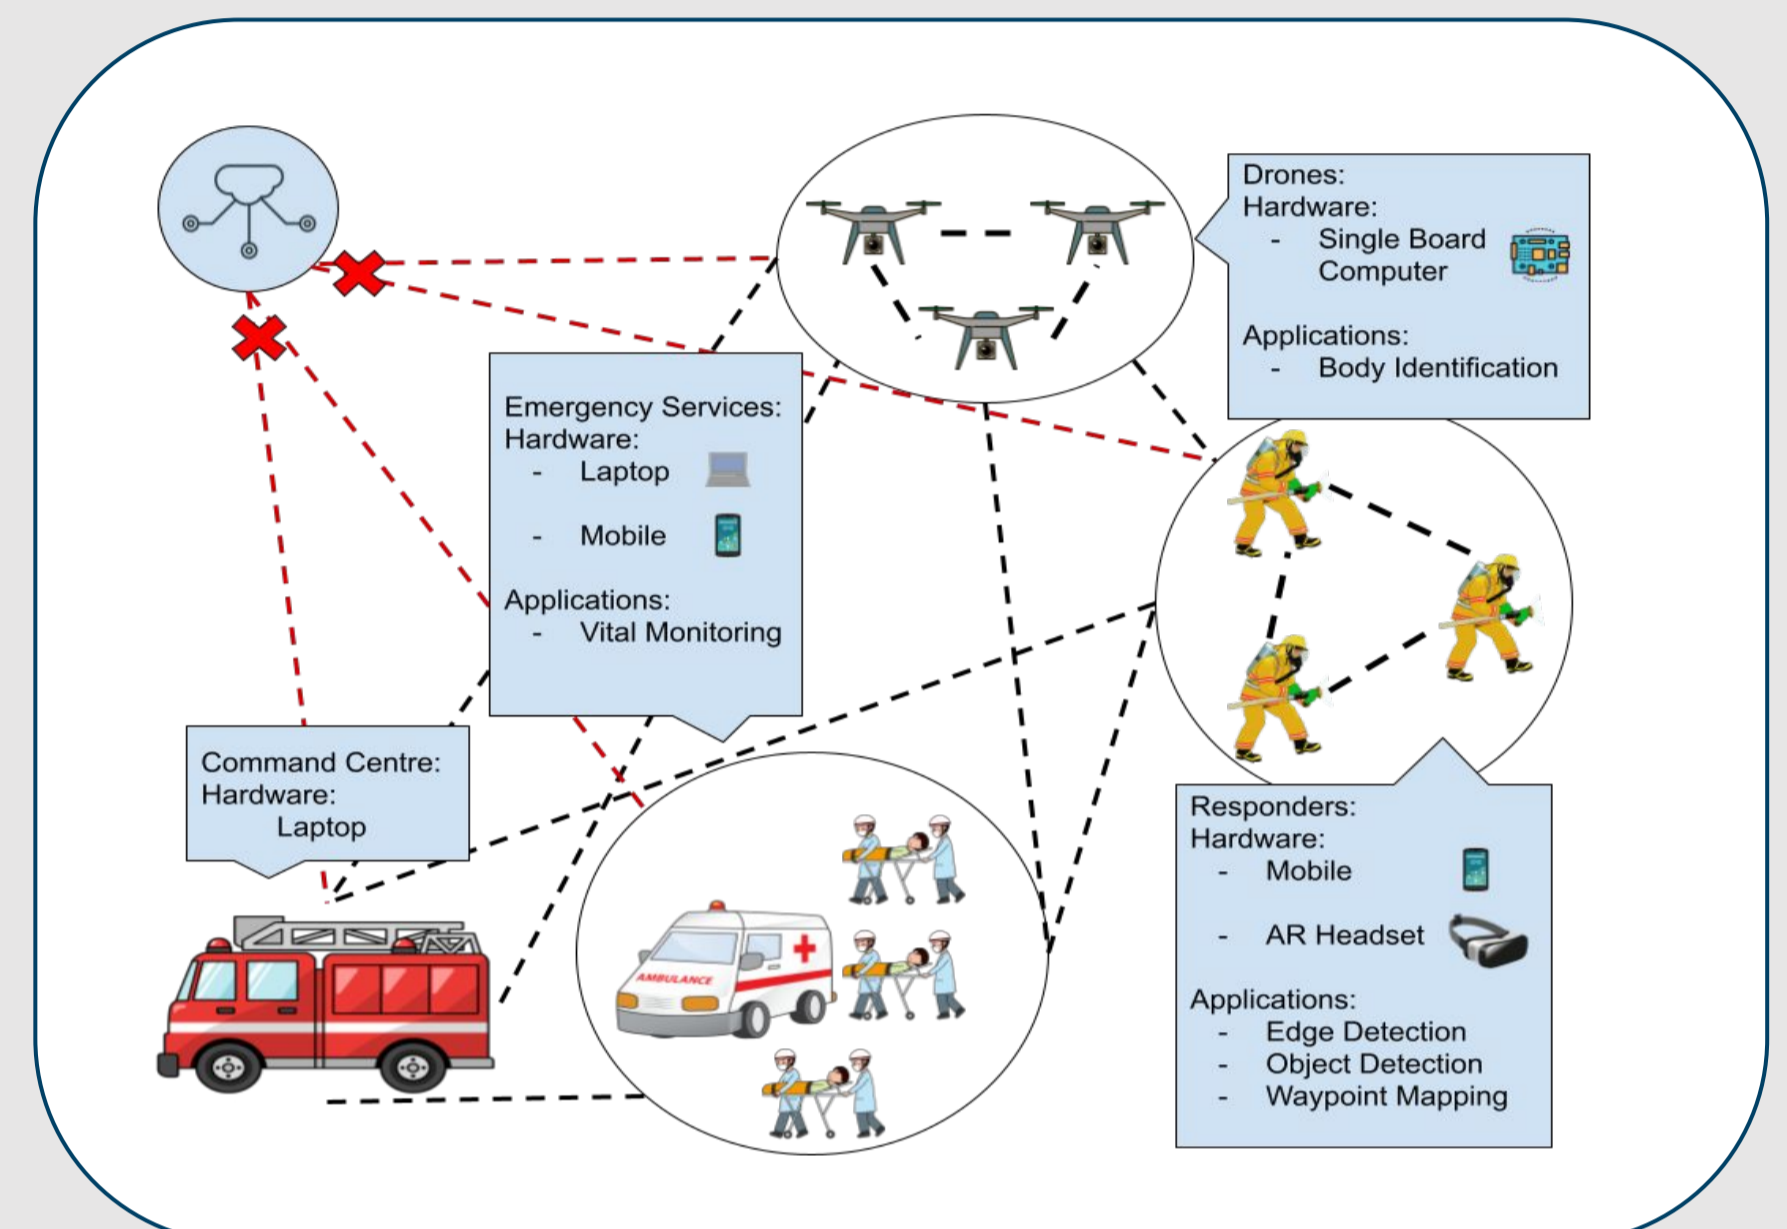 Drones:
Hardware:
- Single Board
Computer
Applications:
- Body Identification
Emergency Services:
Hardware:
- Laptop
- Mobile
Applications:
- Vital Monitoring
Command Centre:
Hardware:
Laptop
AMBULANCE
Responders:
Hardware:
- Mobile
- AR Headset
Applications:
- Edge Detection
- Object Detection
- Waypoint Mapping